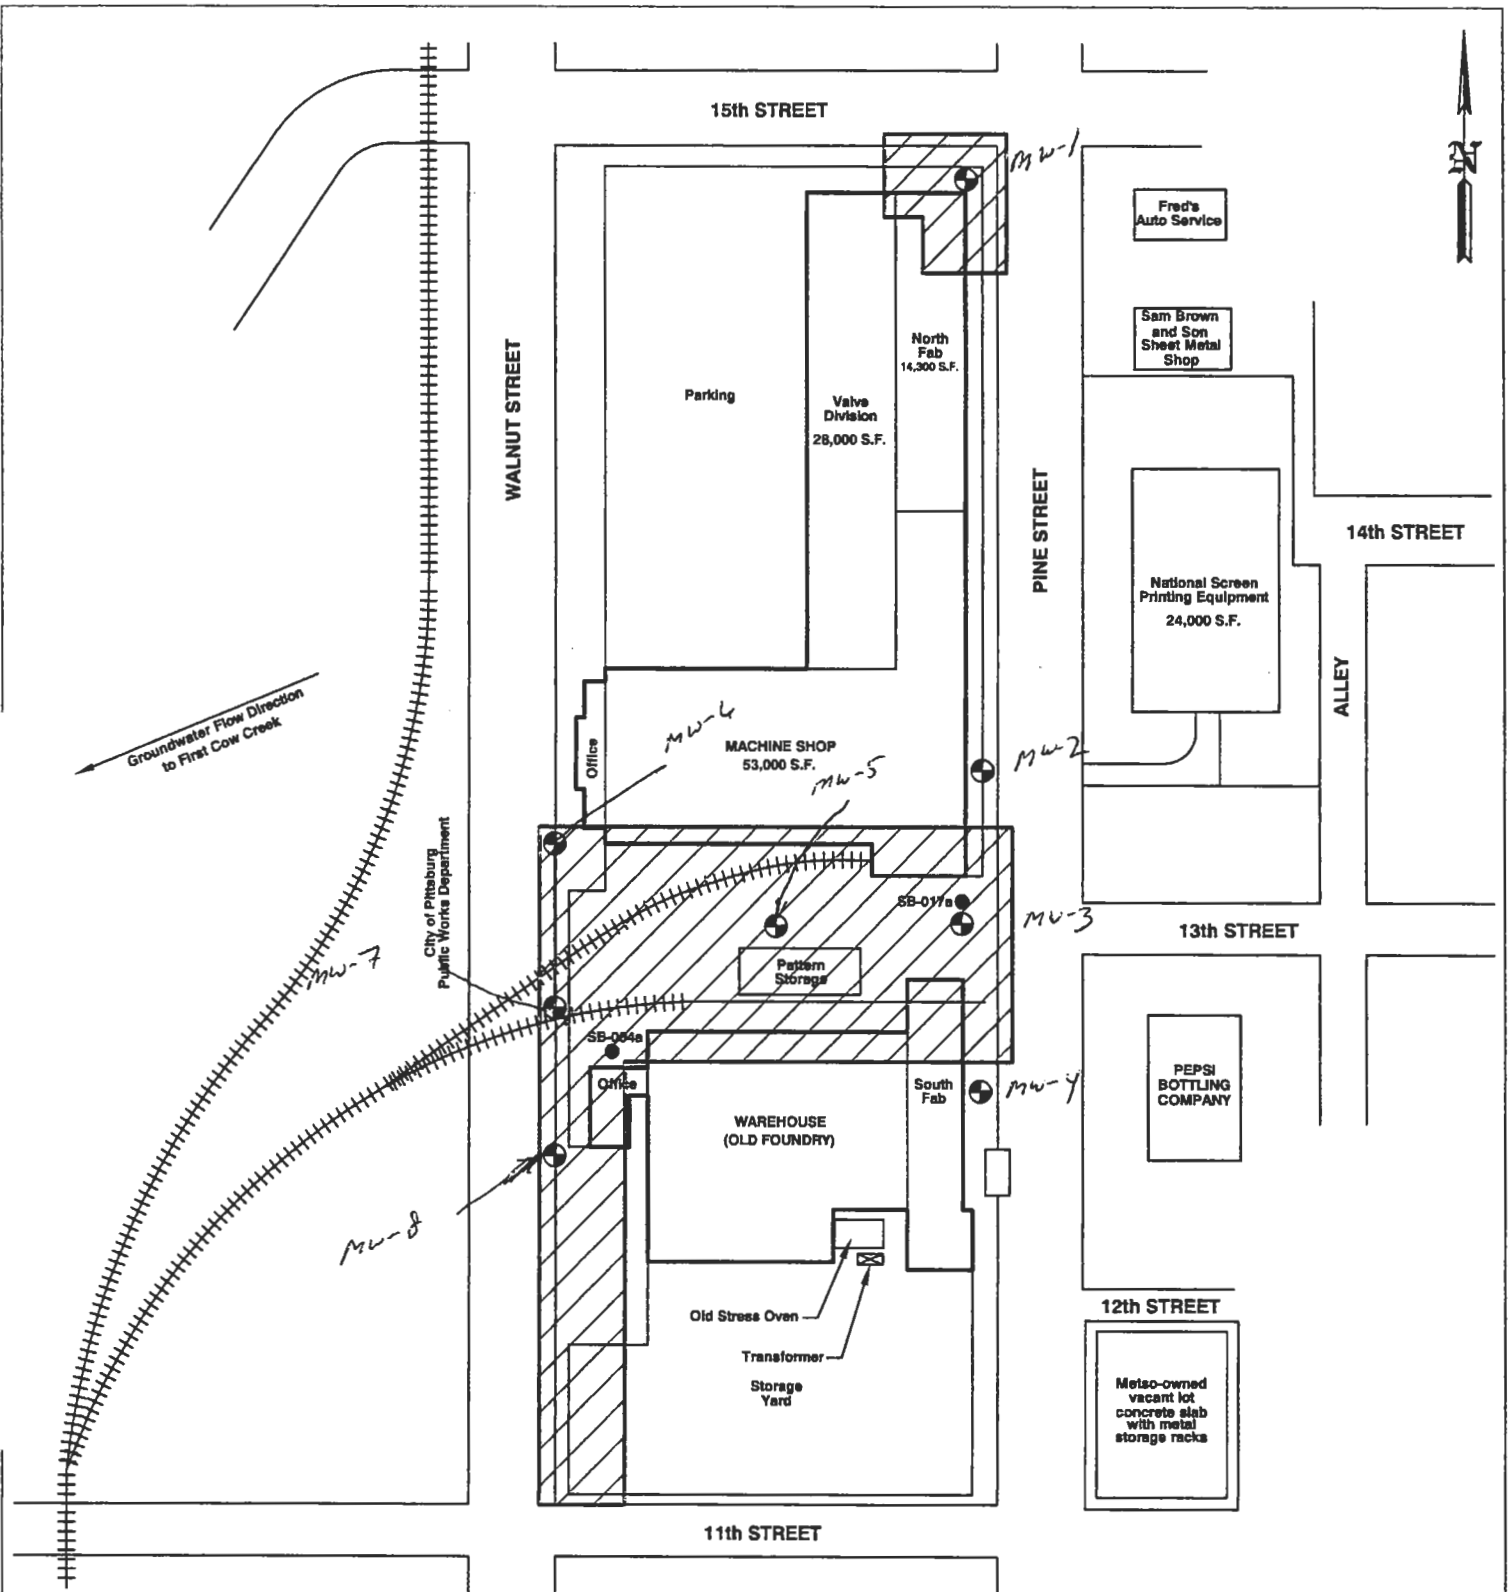 15th STREET
MW-1
N
Fred's
Auto Service
Sam Brown
and Son
Sheet Metal
Shop
North
Fab
14,300 S.F.
WALNUT STREET
Parking
Valve
Division
28,000 S.F.
PINE STREET
14th STREET
National Screen
Printing Equipment
24,000 S.F.
ALLEY
Groundwater Flow Direction
to First Cow Creek
MW-6
Office
MACHINE SHOP
53,000 S.F.
MW-2
MW-5
City of Pittsburg
Public Works Department
SB-017a
MW-3
13th STREET
MW-7
Pattern
Storage
SB-054a
Office
South
Fab
MW-4
PEPSI
BOTTLING
COMPANY
WAREHOUSE
(OLD FOUNDRY)
MW-8
Old Stress Oven
12th STREET
Transformer
Storage
Yard
Metso-owned
vacant lot
concrete slab
with metal
storage racks
11th STREET